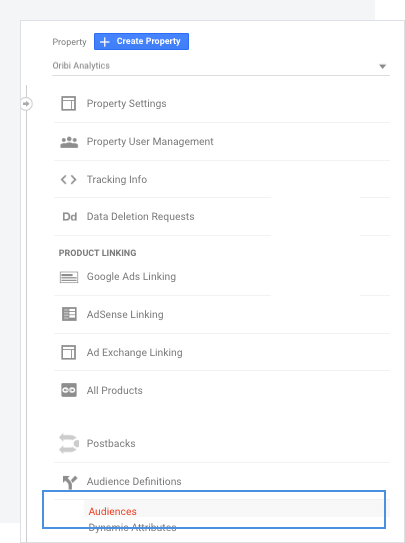 Property + Create Property
Oribi Analytics
Property Settings
Property User Management
Tracking Info
Dd Data Deletion Requests
PRODUCT LINKING
Google Ads Linking
AdSense Linking
Ad Exchange Linking
All Products
Postbacks
Audience Definitions
Audiences
Dynamic Attributes